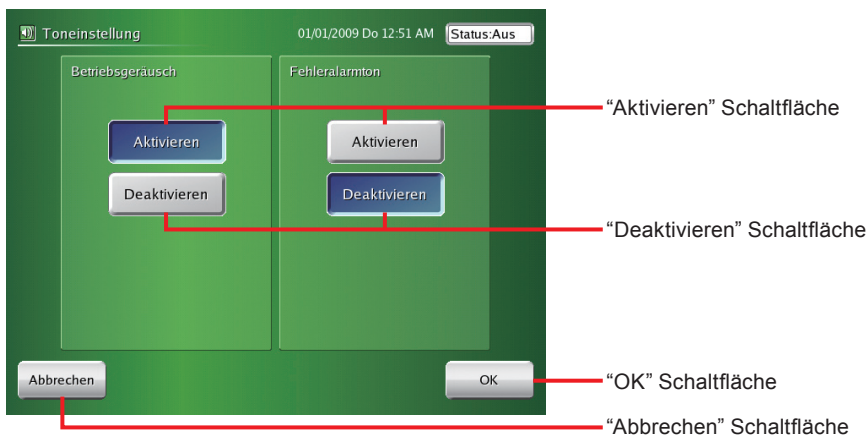 Toneinstellung 01/01/2009 Do 12:51 AM Status:Aus
Betriebsgeräusch Fehleralarmton
“Aktivieren” Schaltfläche
Aktivieren Aktivieren
Deaktivieren Deaktivieren
“Deaktivieren” Schaltfläche
Abbrechen OK “OK” Schaltfläche
“Abbrechen” Schaltfläche